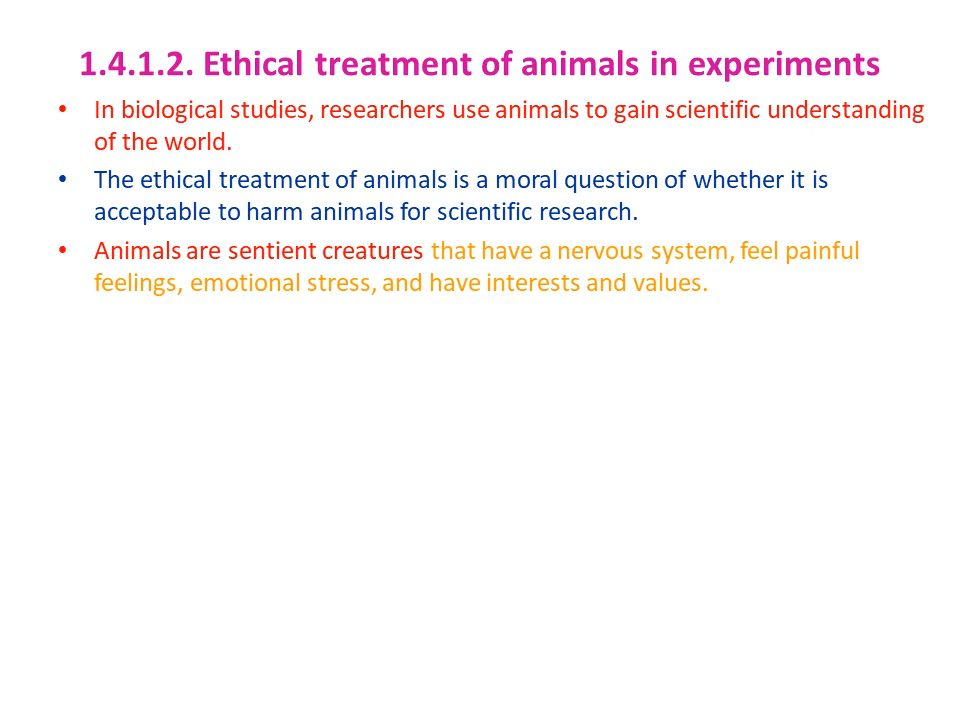 1.4.1.2. Ethical treatment of animals in experiments
• In biological studies, researchers use animals to gain scientific understanding
of the world.
• The ethical treatment of animals is a moral question of whether it is
acceptable to harm animals for scientific research.
• Animals are sentient creatures that have a nervous system, feel painful
feelings, emotional stress, and have interests and values.